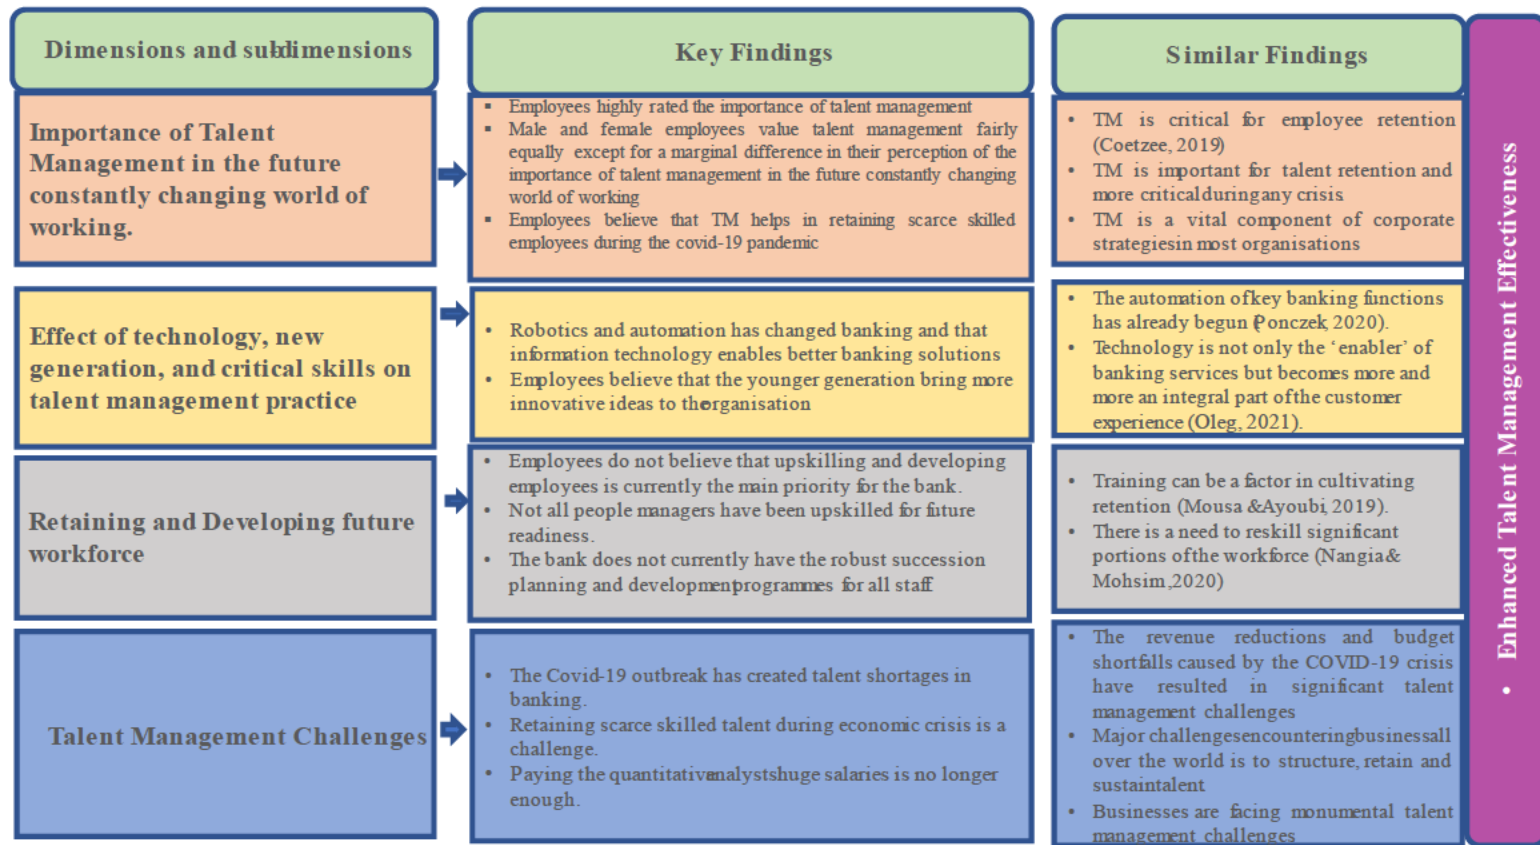 Dimensions and sub-dimensions
Key Findings
Similar Findings
Importance of Talent
Management in the future
constantly changing world of
working.
▪ Employees highly rated the importance of talent management
▪ Male and female employees value talent management fairly
equally except for a marginal difference in their perception of the
importance of talent management in the future constantly changing
world of working
▪ Employees believe that TM helps in retaining scarce skilled
employees during the covid-19 pandemic
• TM is critical for employee retention
(Coetzee, 2019)
• TM is important for talent retention and
more critical during any crisis.
• TM is a vital component of corporate
strategies in most organisations
Effect of technology, new
generation, and critical skills on
talent management practice
• Robotics and automation has changed banking and that
information technology enables better banking solutions
• Employees believe that the younger generation bring more
innovative ideas to the organisation
• The automation of key banking functions
has already begun (Ponczek, 2020).
• Technology is not only the ‘enabler’ of
banking services but becomes more and
more an integral part of the customer
experience (Oleg, 2021).
Retaining and Developing future
workforce
• Employees do not believe that upskilling and developing
employees is currently the main priority for the bank.
• Not all people managers have been upskilled for future
readiness.
• The bank does not currently have the robust succession
planning and development programmes for all staff.
• Training can be a factor in cultivating
retention (Mousa & Ayoubi, 2019).
• There is a need to reskill significant
portions of the workforce (Nangia &
Mohsim, 2020)
Talent Management Challenges
• The Covid-19 outbreak has created talent shortages in
banking.
• Retaining scarce skilled talent during economic crisis is a
challenge.
• Paying the quantitative analysts huge salaries is no longer
enough.
• The revenue reductions and budget
shortfalls caused by the COVID-19 crisis
have resulted in significant talent
management challenges
• Major challenges encountering business all
over the world is to structure, retain and
sustain talent
• Businesses are facing monumental talent
management challenges
• Enhanced Talent Management Effectiveness